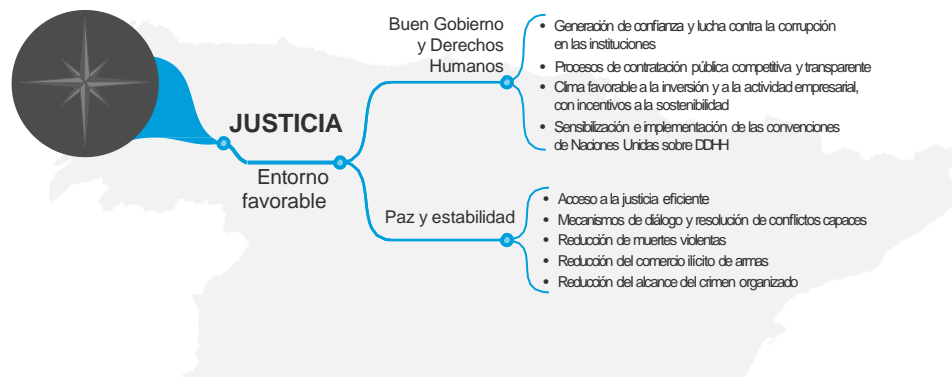 JUSTICIA
Entorno
favorable
Buen Gobierno
y Derechos
Humanos
• Generación de confianza y lucha contra la corrupción
en las instituciones
• Procesos de contratación pública competitiva y transparente
• Clima favorable a la inversión y a la actividad empresarial,
con incentivos a la sostenibilidad
• Sensibilización e implementación de las convenciones
de Naciones Unidas sobre DDHH
Paz y estabilidad
• Acceso a la justicia eficiente
• Mecanismos de diálogo y resolución de conflictos capaces
• Reducción de muertes violentas
• Reducción del comercio ilícito de armas
• Reducción del alcance del crimen organizado